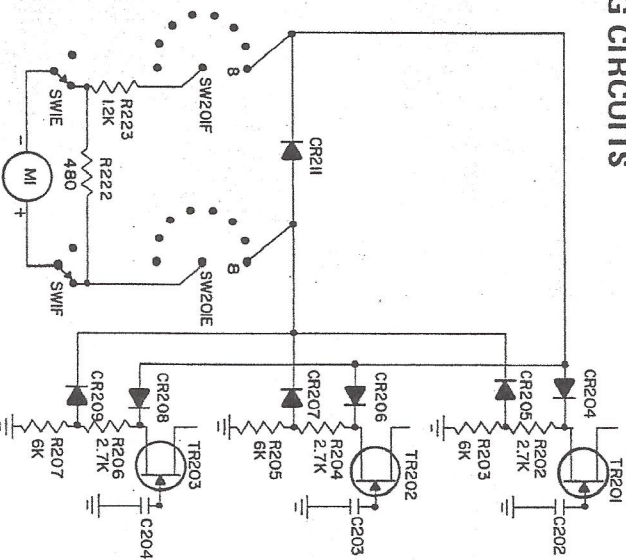 G CIRCUITS
CR204
TR201
CR205
R202
2.7K
R203
6K
C202
CR206
TR202
CR207
R204
2.7K
R205
6K
C203
CR208
TR203
CR209
R206
2.7K
R207
6K
C204
CR211
8
SW201F
8
SW201E
R223
1.2K
R222
480
SW1E
SW1F
-
M1
+